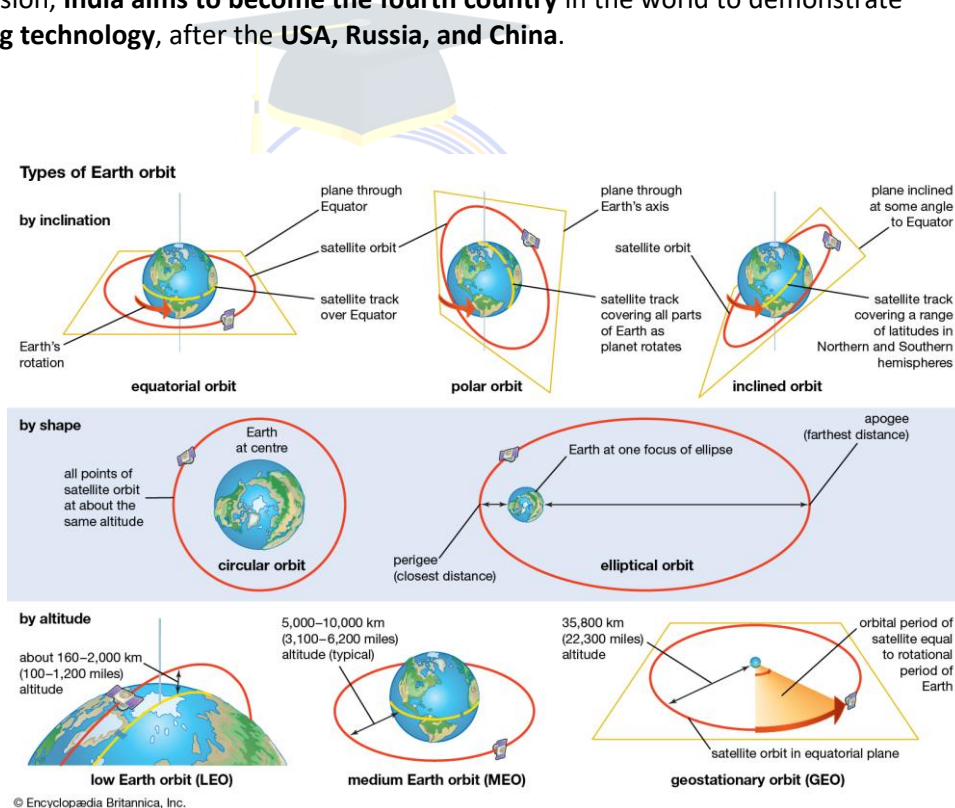 sion, India aims to become the fourth country in the world to demonstrate
g technology, after the USA, Russia, and China.
Types of Earth orbit
by inclination
plane through
Equator
satellite orbit
satellite track
over Equator
Earth's
rotation
equatorial orbit
plane through
Earth's axis
satellite track
covering all parts
of Earth as
planet rotates
polar orbit
plane inclined
at some angle
to Equator
satellite orbit
satellite track
covering a range
of latitudes in
Northern and Southern
hemispheres
inclined orbit
by shape
Earth
at centre
all points of
satellite orbit
at about the
same altitude
circular orbit
apogee
(farthest distance)
Earth at one focus of ellipse
perigee
(closest distance)
elliptical orbit
by altitude
about 160–2,000 km
(100–1,200 miles)
altitude
low Earth orbit (LEO)
5,000–10,000 km
(3,100–6,200 miles)
altitude (typical)
medium Earth orbit (MEO)
35,800 km
(22,300 miles)
altitude
orbital period of
satellite equal
to rotational
period of
Earth
satellite orbit in equatorial plane
geostationary orbit (GEO)
© Encyclopædia Britannica, Inc.